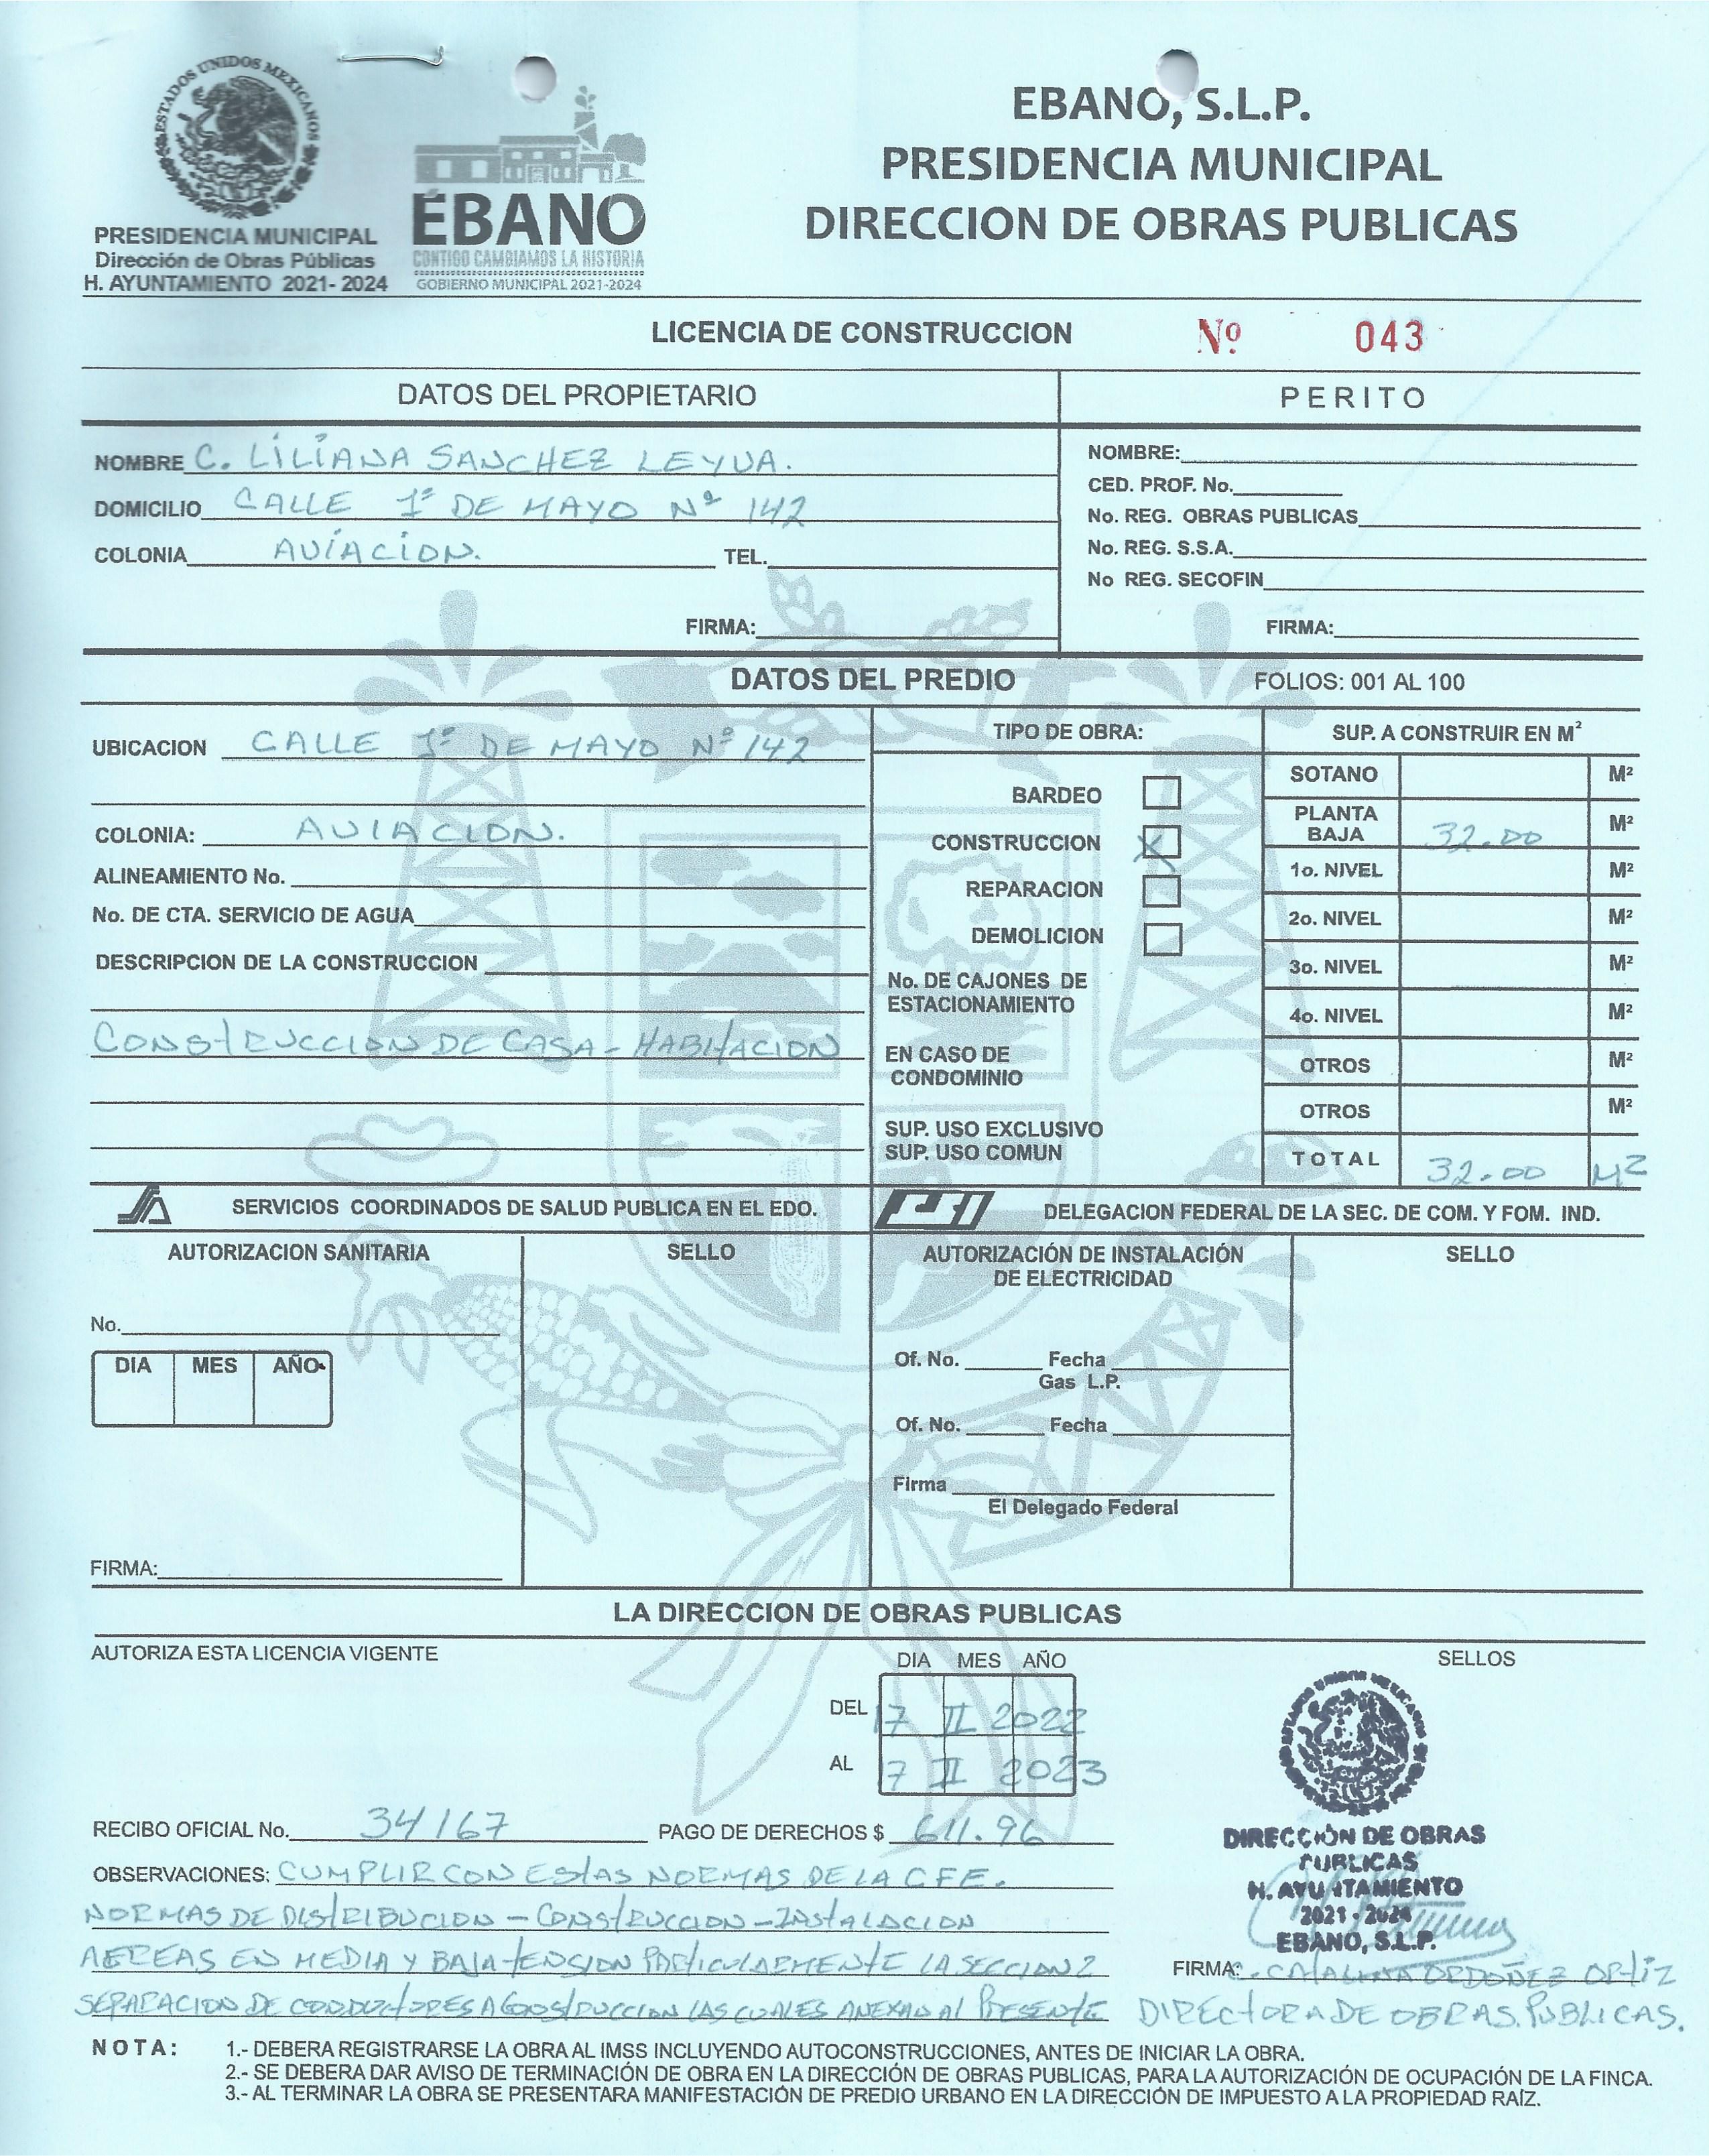 ESTADOS UNIDOS MEXICANOS
PRESIDENCIA MUNICIPAL
Dirección de Obras Públicas
H. AYUNTAMIENTO 2021- 2024
ÉBANO
CONTIGO CAMBIAMOS LA HISTORIA
GOBIERNO MUNICIPAL 2021-2024
EBANO, S.L.P.
PRESIDENCIA MUNICIPAL
DIRECCION DE OBRAS PUBLICAS
LICENCIA DE CONSTRUCCION Nº 043
DATOS DEL PROPIETARIO
NOMBRE C. LILIANA SANCHEZ LEYVA.
DOMICILIO CALLE 1º DE MAYO Nº 142
COLONIA AVIACION. TEL.
FIRMA:
PERITO
NOMBRE:
CED. PROF. No.
No. REG. OBRAS PUBLICAS
No. REG. S.S.A.
No REG. SECOFIN
FIRMA:
DATOS DEL PREDIO FOLIOS: 001 AL 100
UBICACION CALLE 1º DE MAYO Nº 142
COLONIA: AVIACION.
ALINEAMIENTO No.
No. DE CTA. SERVICIO DE AGUA
DESCRIPCION DE LA CONSTRUCCION
CONSTRUCCION DE CASA - HABITACION
TIPO DE OBRA:
BARDEO
CONSTRUCCION X
REPARACION
DEMOLICION
No. DE CAJONES DE
ESTACIONAMIENTO
EN CASO DE
CONDOMINIO
SUP. USO EXCLUSIVO
SUP. USO COMUN
SUP. A CONSTRUIR EN M²
SOTANO M²
PLANTA
BAJA 32.00 M²
1o. NIVEL M²
2o. NIVEL M²
3o. NIVEL M²
4o. NIVEL M²
OTROS M²
OTROS M²
TOTAL 32.00 M²
SERVICIOS COORDINADOS DE SALUD PUBLICA EN EL EDO.
AUTORIZACION SANITARIA SELLO
No.
DIA MES AÑO
FIRMA:
DELEGACION FEDERAL DE LA SEC. DE COM. Y FOM. IND.
AUTORIZACIÓN DE INSTALACIÓN SELLO
DE ELECTRICIDAD
Of. No. Fecha
Gas L.P.
Of. No. Fecha
Firma
El Delegado Federal
LA DIRECCION DE OBRAS PUBLICAS
AUTORIZA ESTA LICENCIA VIGENTE
DIA MES AÑO
DEL 17 II 2022
AL 7 II 2023
SELLOS
RECIBO OFICIAL No. 34167 PAGO DE DERECHOS $ 611.96
OBSERVACIONES: CUMPLIR CON ESTAS NORMAS DE LA CFE.
NORMAS DE DISTRIBUCION - CONSTRUCCION - INSTALACION
AEREAS EN MEDIA Y BAJA TENSION PARTICULARMENTE LA SECCION 2
SEPARACION DE CONDUCTORES A CONSTRUCCION LAS CUALES ANEXAN AL PRESENTE
DIRECCIÓN DE OBRAS
PUBLICAS
H. AYUNTAMIENTO
2021 - 2024
EBANO, S.L.P.
FIRMA: C. CATALINA ORDOÑEZ ORTIZ
DIRECTORA DE OBRAS. PUBLICAS.
NOTA: 1.- DEBERA REGISTRARSE LA OBRA AL IMSS INCLUYENDO AUTOCONSTRUCCIONES, ANTES DE INICIAR LA OBRA.
2.- SE DEBERA DAR AVISO DE TERMINACIÓN DE OBRA EN LA DIRECCIÓN DE OBRAS PUBLICAS, PARA LA AUTORIZACIÓN DE OCUPACIÓN DE LA FINCA.
3.- AL TERMINAR LA OBRA SE PRESENTARA MANIFESTACIÓN DE PREDIO URBANO EN LA DIRECCIÓN DE IMPUESTO A LA PROPIEDAD RAÍZ.